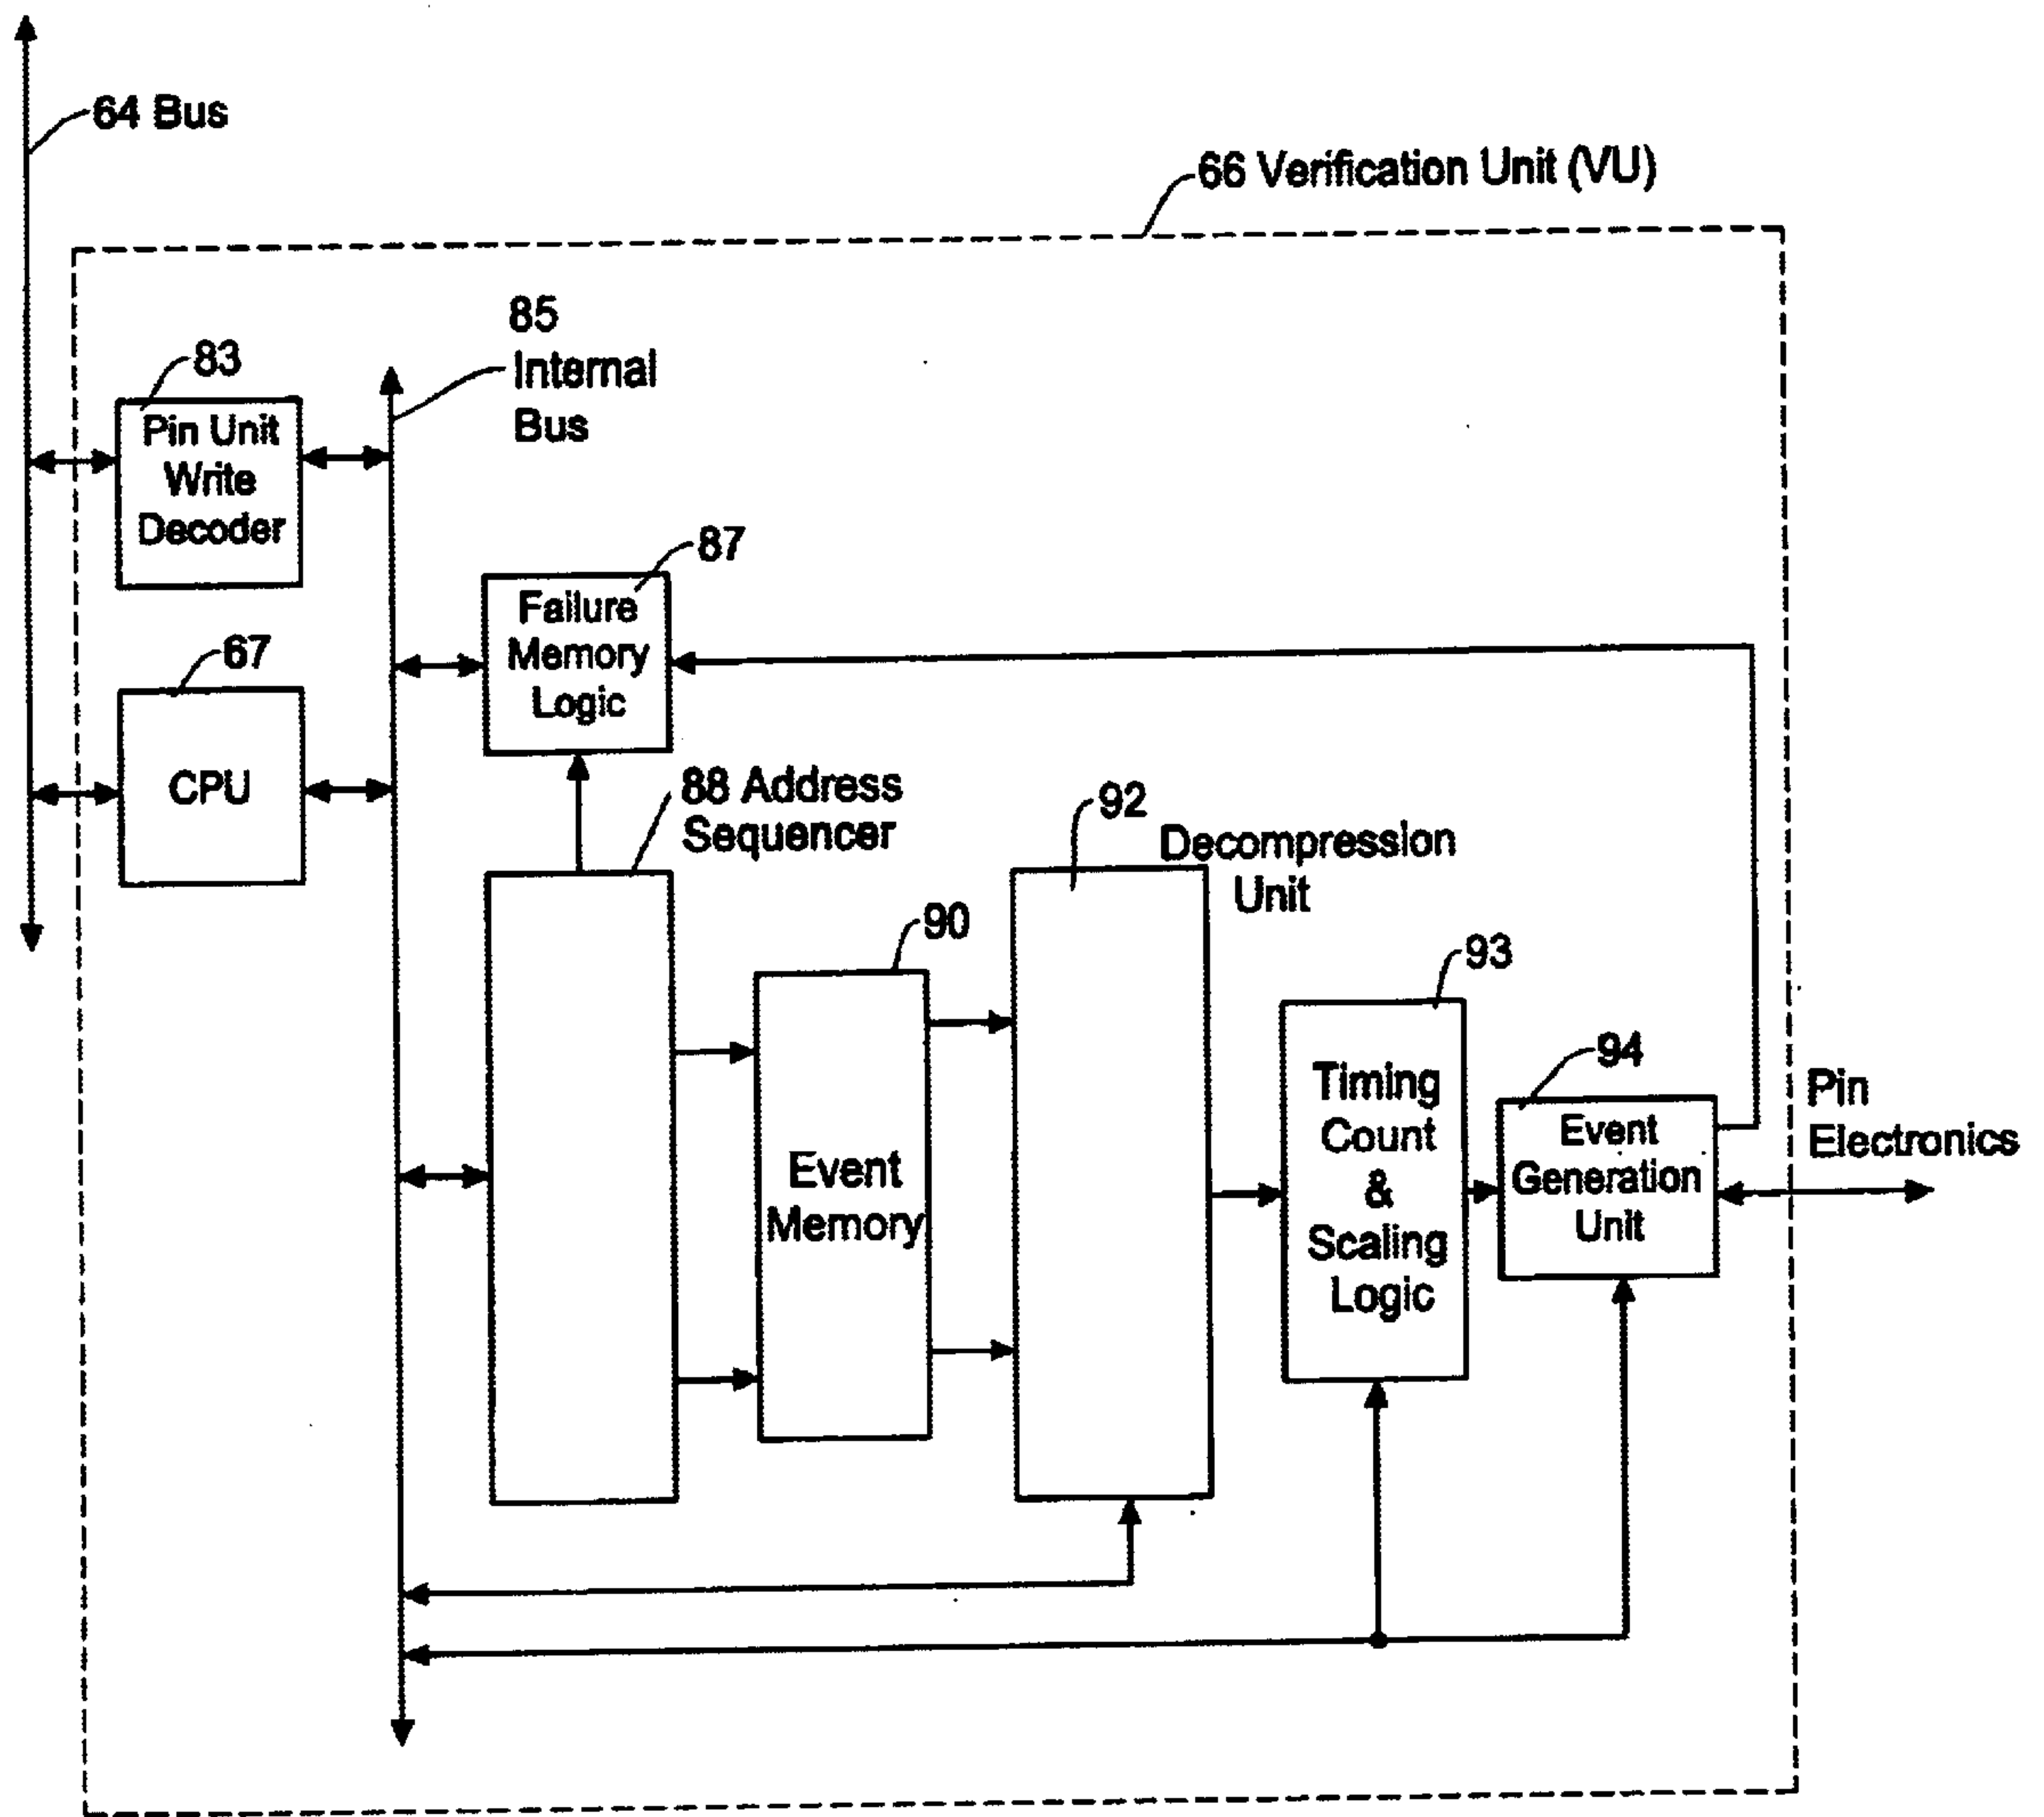 64 Bus
66 Verification Unit (VU)
85
Internal
Bus
83
Pin Unit
Write
Decoder
87
Failure
Memory
Logic
67
CPU
88 Address
Sequencer
92
Decompression
Unit
90
Event
Memory
93
Timing
Count
&
Scaling
Logic
94
Event
Generation
Unit
Pin
Electronics